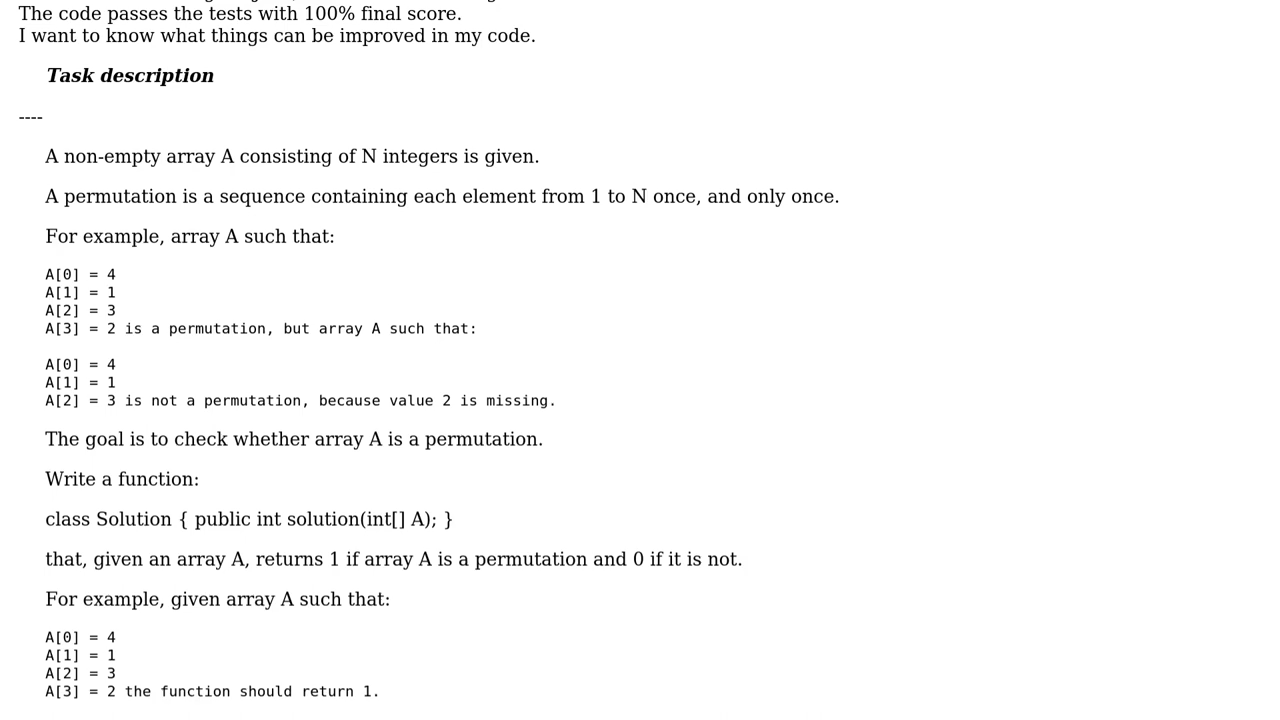 The code passes the tests with 100% final score.
I want to know what things can be improved in my code.
Task description
----
A non-empty array A consisting of N integers is given.
A permutation is a sequence containing each element from 1 to N once, and only once.
For example, array A such that:
A[0] = 4
A[1] = 1
A[2] = 3
A[3] = 2 is a permutation, but array A such that:
A[0] = 4
A[1] = 1
A[2] = 3 is not a permutation, because value 2 is missing.
The goal is to check whether array A is a permutation.
Write a function:
class Solution { public int solution(int[] A); }
that, given an array A, returns 1 if array A is a permutation and 0 if it is not.
For example, given array A such that:
A[0] = 4
A[1] = 1
A[2] = 3
A[3] = 2 the function should return 1.